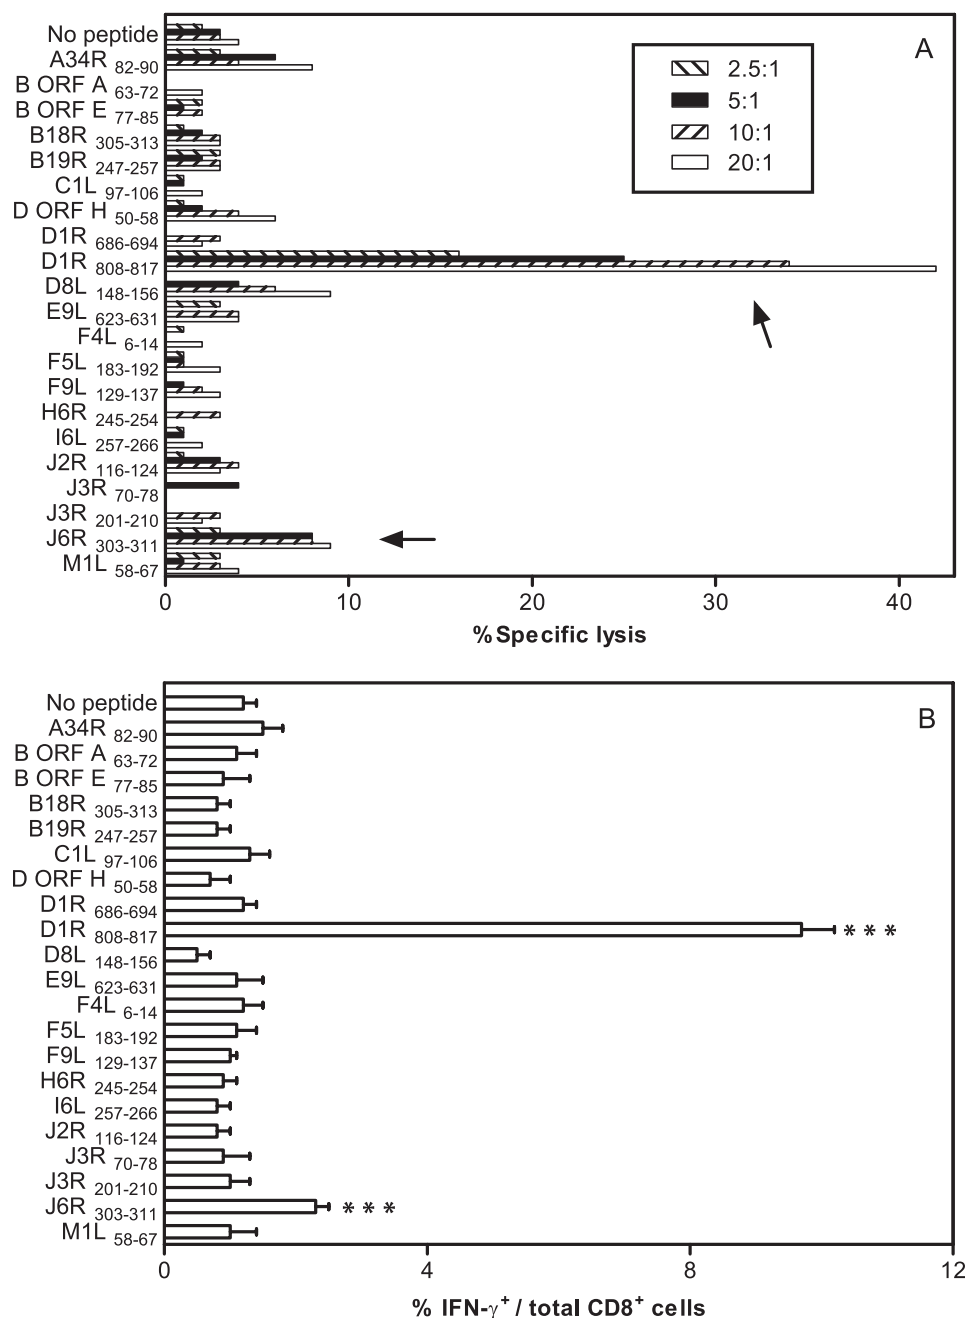 A
No peptide
A34R 82-90
B ORF A 63-72
B ORF E 77-85
B18R 305-313
B19R 247-257
C1L 97-106
D ORF H 50-58
D1R 686-694
D1R 808-817
D8L 148-156
E9L 623-631
F4L 6-14
F5L 183-192
F9L 129-137
H6R 245-254
I6L 257-266
J2R 116-124
J3R 70-78
J3R 201-210
J6R 303-311
M1L 58-67
2.5:1
5:1
10:1
20:1
0 10 20 30 40
%Specific lysis
B
No peptide
A34R 82-90
B ORF A 63-72
B ORF E 77-85
B18R 305-313
B19R 247-257
C1L 97-106
D ORF H 50-58
D1R 686-694
D1R 808-817 ***
D8L 148-156
E9L 623-631
F4L 6-14
F5L 183-192
F9L 129-137
H6R 245-254
I6L 257-266
J2R 116-124
J3R 70-78
J3R 201-210
J6R 303-311 ***
M1L 58-67
0 4 8 12
% IFN-γ+ / total CD8+ cells